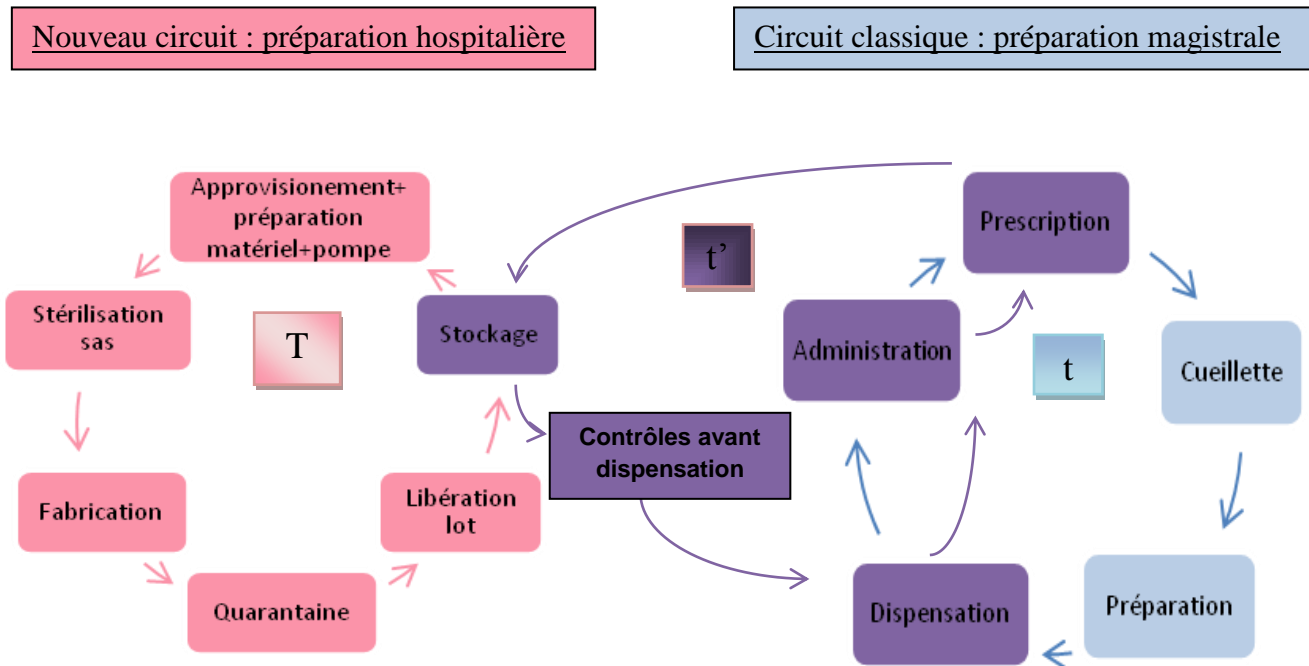 Nouveau circuit : préparation hospitalière
Circuit classique : préparation magistrale
Approvisionement+
préparation
matériel+pompe
Stérilisation
sas
T
Stockage
Fabrication
Quarantaine
Libération
lot
Contrôles avant
dispensation
t’
Prescription
Administration
t
Cueillette
Dispensation
Préparation